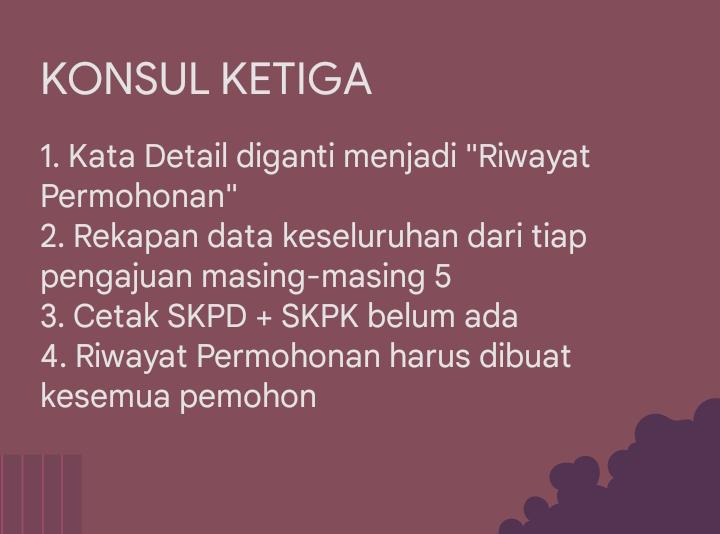 KONSUL KETIGA
1. Kata Detail diganti menjadi "Riwayat
Permohonan"
2. Rekapan data keseluruhan dari tiap
pengajuan masing-masing 5
3. Cetak SKPD + SKPK belum ada
4. Riwayat Permohonan harus dibuat
kesemua pemohon